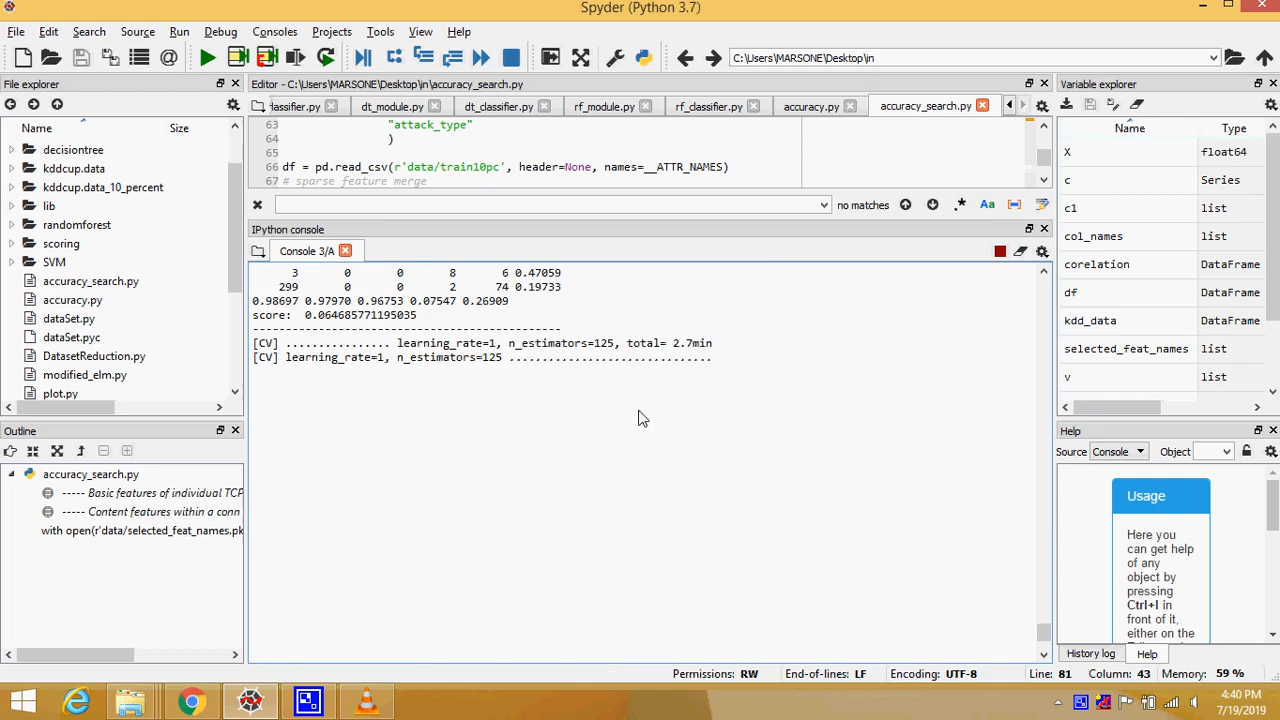 Spyder (Python 3.7)
File Edit Search Source Run Debug Consoles Projects Tools View Help
C:\Users\MARSONE\Desktop\in
File explorer
Name Size
decisiontree
kddcup.data
kddcup.data_10_percent
lib
randomforest
scoring
SVM
accuracy_search.py
accuracy.py
dataSet.py
dataSet.pyc
DatasetReduction.py
modified_elm.py
plot.py
Outline
accuracy_search.py
----- Basic features of individual TCP
----- Content features within a conn
with open(r'data/selected_feat_names.pk
Editor - C:\Users\MARSONE\Desktop\in\accuracy_search.py
lassifier.py dt_module.py dt_classifier.py rf_module.py rf_classifier.py accuracy.py accuracy_search.py
63 "attack_type"
64 )
65
66 df = pd.read_csv(r'data/train10pc', header=None, names=__ATTR_NAMES)
67 # sparse feature merge
no matches .* Aa
IPython console
Console 3/A
3 0 0 8 6 0.47059
299 0 0 2 74 0.19733
0.98697 0.97970 0.96753 0.07547 0.26909
score: 0.064685771195035
----------------------------------------------
[CV] ................ learning_rate=1, n_estimators=125, total= 2.7min
[CV] learning_rate=1, n_estimators=125 ...............................
Variable explorer
Name Type
X float64
c Series
c1 list
col_names list
corelation DataFrame
df DataFrame
kdd_data DataFrame
selected_feat_names list
v list
Help
Source Console Object
Usage
Here you
can get help
of any
object by
pressing
Ctrl+I in
front of it,
either on the
History log Help
Permissions: RW End-of-lines: LF Encoding: UTF-8 Line: 81 Column: 43 Memory: 59 %
4:40 PM
7/19/2019